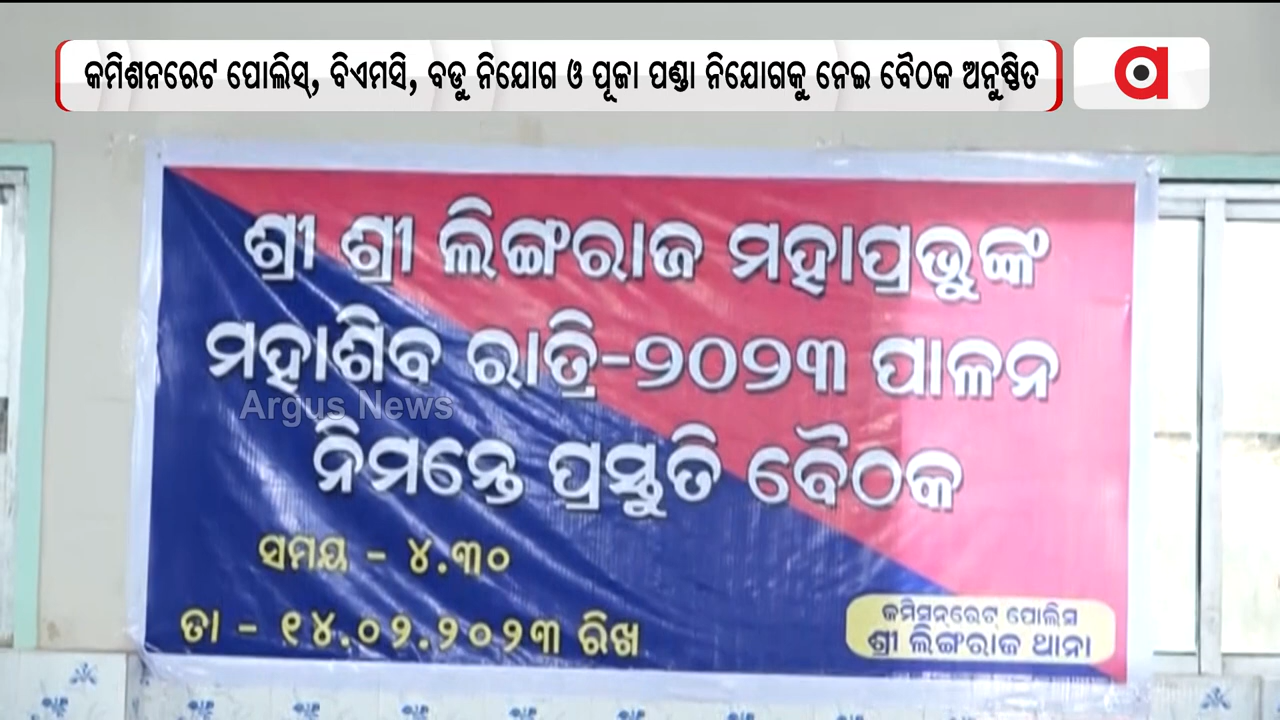 କମିଶନରେଟ ପୋଲିସ୍, ବିଏମସି, ବଡୁ ନିଯୋଗ ଓ ପୂଜା ପଣ୍ଡା ନିଯୋଗକୁ ନେଇ ବୈଠକ ଅନୁଷ୍ଠିତ
a
ଶ୍ରୀ ଶ୍ରୀ ଲିଙ୍ଗରାଜ ମହାପ୍ରଭୁଙ୍କ
ମହାଶିବ ରାତ୍ରି-୨୦୨୩ ପାଳନ
Argus News
ନିମନ୍ତେ ପ୍ରସ୍ତୁତି ବୈଠକ
ସମୟ - ୪.୩୦
ତା - ୧୪.୦୨.୨୦୨୩ ରିଖ
କମିସନ୍‌ରେଟ୍ ପୋଲିସ
ଶ୍ରୀ ଲିଙ୍ଗରାଜ ଥାନା